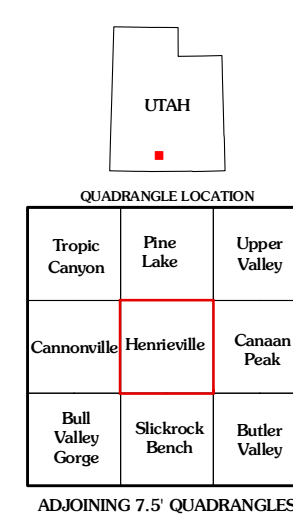 UTAH
QUADRANGLE LOCATION
Tropic
Canyon
Pine
Lake
Upper
Valley
Cannonville
Henrieville
Canaan
Peak
Bull
Valley
Gorge
Slickrock
Bench
Butler
Valley
ADJOINING 7.5' QUADRANGLES